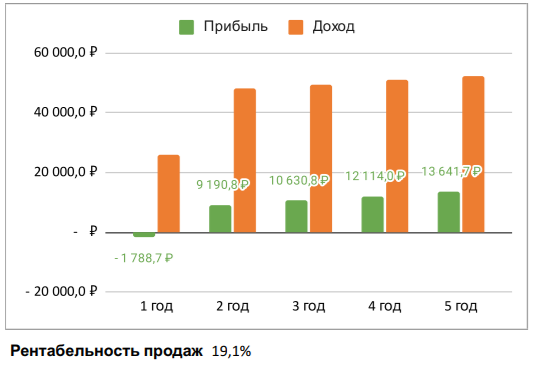 Прибыль Доход
60 000,0 ₽
40 000,0 ₽
20 000,0 ₽
- ₽
- 20 000,0 ₽
- 1 788,7 ₽
9 190,8 ₽
10 630,8 ₽
12 114,0 ₽
13 641,7 ₽
1 год 2 год 3 год 4 год 5 год
Рентабельность продаж 19,1%